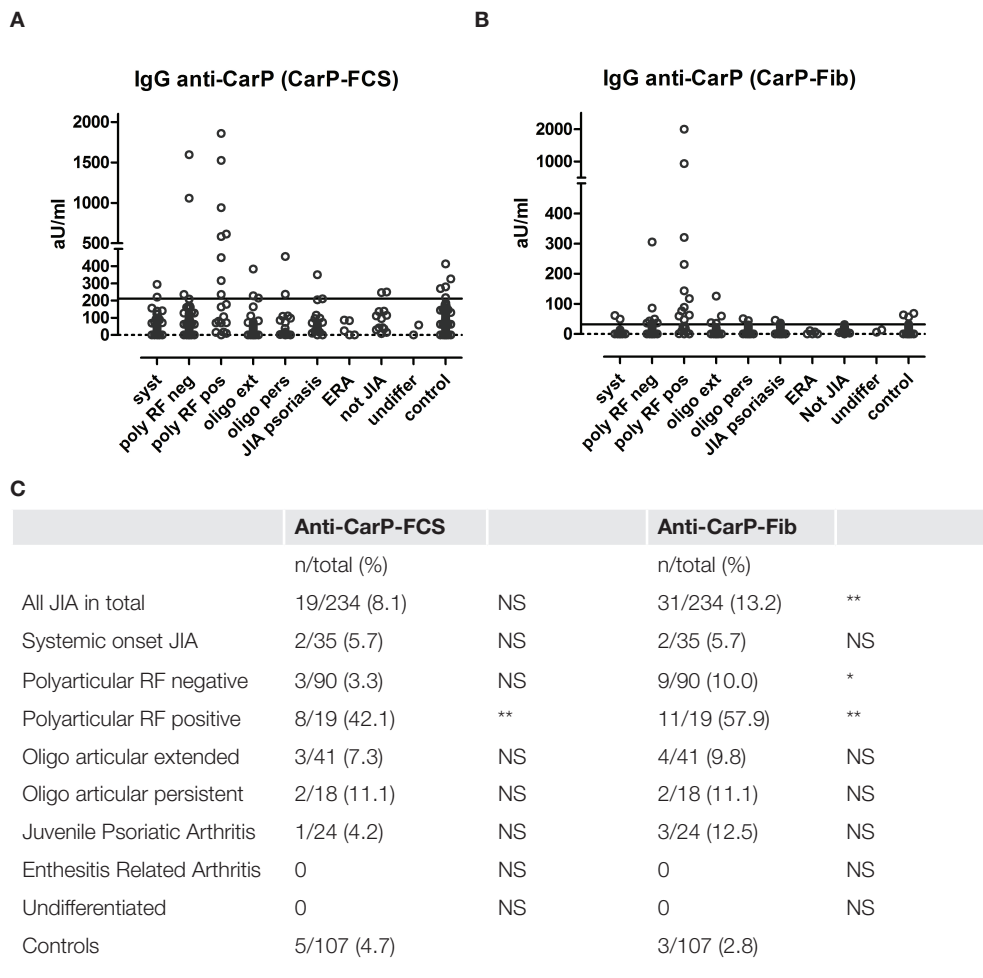 A
B
IgG anti-CarP (CarP-FCS)
2000
1500
1000
500
400
300
200
100
0
aU/ml
syst
poly RF neg
poly RF pos
oligo ext
oligo pers
JIA psoriasis
ERA
not JIA
undiffer
control
IgG anti-CarP (CarP-Fib)
2000
1000
400
300
200
100
0
aU/ml
syst
poly RF neg
poly RF pos
oligo ext
oligo pers
JIA psoriasis
ERA
Not JIA
undiffer
control
C
Anti-CarP-FCS Anti-CarP-Fib
n/total (%) n/total (%)
All JIA in total 19/234 (8.1) NS 31/234 (13.2) **
Systemic onset JIA 2/35 (5.7) NS 2/35 (5.7) NS
Polyarticular RF negative 3/90 (3.3) NS 9/90 (10.0) *
Polyarticular RF positive 8/19 (42.1) ** 11/19 (57.9) **
Oligo articular extended 3/41 (7.3) NS 4/41 (9.8) NS
Oligo articular persistent 2/18 (11.1) NS 2/18 (11.1) NS
Juvenile Psoriatic Arthritis 1/24 (4.2) NS 3/24 (12.5) NS
Enthesitis Related Arthritis 0 NS 0 NS
Undifferentiated 0 NS 0 NS
Controls 5/107 (4.7) 3/107 (2.8)